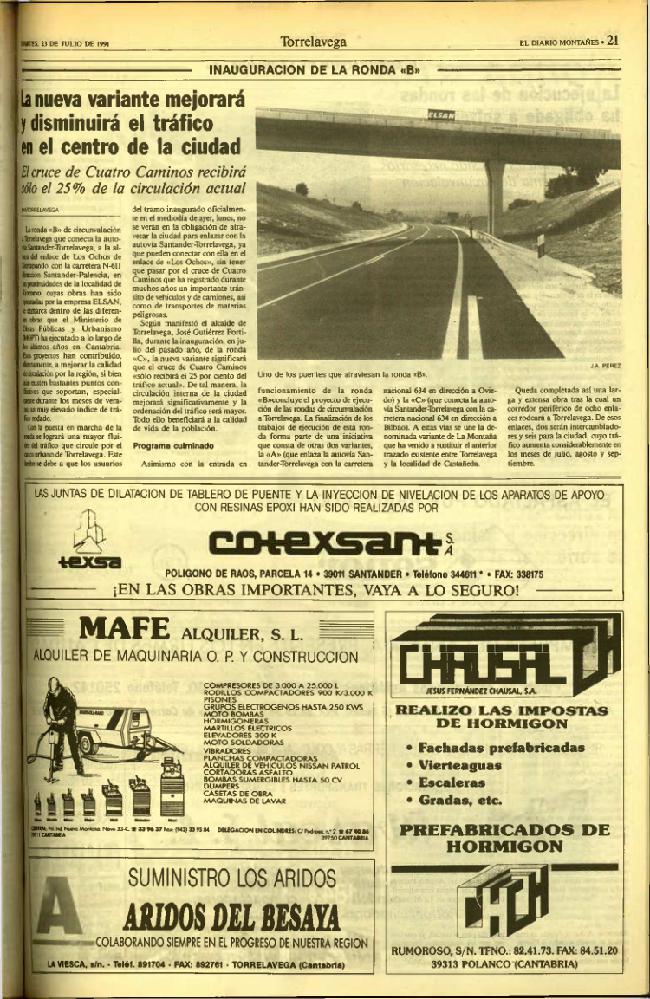 13 DE JULIO DE 1991
Torrelavega
EL DIARIO MONTAÑES • 21
INAUGURACION DE LA RONDA «B»
La nueva variante mejorará
y disminuirá el tráfico
en el centro de la ciudad
El cruce de Cuatro Caminos recibirá
sólo el 25% de la circulación actual
TORRELAVEGA
La ronda «B» de circunvalación
Torrelavega que conecta la auto-
Santander-Torrelavega, a la al-
del enlace de Los Ochos de
con la carretera N-611
Santander-Palencia, en
proximidades de la localidad de
cuyas obras han sido
por la empresa ELSAN,
enmarca dentro de las diferen-
obras que el Ministerio de
Obras Públicas y Urbanismo
(MOPT) ha ejecutado a lo largo de
los últimos años en Cantabria.
proyectos han contribuido,
a mejorar la calidad
circulación por la región, si bien
existen bastantes puntos con-
que soportan, especial-
durante los meses de vera-
un muy elevado índice de trá-
rodado.
Con la puesta en marcha de la
se logrará una mayor flui-
del tráfico que circule por el
urbano de Torrelavega. Este
se debe a que los usuarios
del tramo inaugurado oficialmen-
te en el mediodía de ayer, lunes, no
se verán en la obligación de atra-
vesar la ciudad para enlazar con la
autovía Santander-Torrelavega, ya
que pueden conectar con ella en el
enlace de «Los Ochos», sin tener
que pasar por el cruce de Cuatro
Caminos que ha registrado durante
muchos años un importante trán-
sito de vehículos y de camiones, así
como de transportes de materias
peligrosas.
Según manifestó el alcalde de
Torrelavega, José Gutiérrez Porti-
lla, durante la inauguración, en ju-
lio del pasado año, de la ronda
«C», la nueva variante significará
que el cruce de Cuatro Caminos
«sólo recibirá el 25 por ciento del
tráfico actual». De tal manera, la
circulación interna de la ciudad
mejorará significativamente y la
ordenación del tráfico será mayor.
Todo ello beneficiará a la calidad
de vida de la población.
Programa culminado
Asimismo con la entrada en
ELSAN
J.A. PEREZ
Uno de los puentes que atraviesan la ronda «B».
funcionamiento de la ronda
«B» concluye el proyecto de ejecu-
ción de las rondas de circunvalación
a Torrelavega. La finalización de los
trabajos de ejecución de esta ron-
da forma parte de una iniciativa
que consta de otras dos variantes,
la «A» (que enlaza la autovía San-
tander-Torrelavega con la carretera
nacional 634 en dirección a Ovie-
do) y la «C» (que conecta la auto-
vía Santander-Torrelavega con la ca-
rretera nacional 634 en dirección a
Bilbao). A estas vías se une la de-
nominada variante de La Montaña
que ha venido a sustituir el anterior
trazado existente entre Torrelavega
y la localidad de Castañeda.
Queda completada así una lar-
ga y extensa obra tras la cual un
corredor periférico de ocho enla-
ces rodeará a Torrelavega. De esos
enlaces, dos serán intercambiado-
res y seis para la ciudad, cuyo trá-
fico aumenta considerablemente en
los meses de julio, agosto y sep-
tiembre.
LAS JUNTAS DE DILATACION DE TABLERO DE PUENTE Y LA INYECCION DE NIVELACION DE LOS APARATOS DE APOYO
CON RESINAS EPOXI HAN SIDO REALIZADAS POR
texsa
cotexsant S.A
POLIGONO DE RAOS, PARCELA 14 • 39011 SANTANDER • Teléfono 344611* • FAX: 338175
¡EN LAS OBRAS IMPORTANTES, VAYA A LO SEGURO!
MAFE ALQUILER, S. L.
ALQUILER DE MAQUINARIA O. P. Y CONSTRUCCION
COMPRESORES DE 3.000 A 25.000 L
RODILLOS COMPACTADORES 900 K/3.000 K
PISONES
GRUPOS ELECTROGENOS HASTA 250 KWS
MOTO BOMBAS
HORMIGONERAS
MARTILLOS ELECTRICOS
ELEVADORES 300 K
MOTO SOLDADORAS
VIBRADORES
PLANCHAS COMPACTADORAS
ALQUILER DE VEHICULOS NISSAN PATROL
CORTADORAS ASFALTO
BOMBAS SUMERGIBLES HASTA 50 CV
DUMPERS
CASETAS DE OBRA
MAQUINAS DE LAVAR
DELEGACION EN COLINDRES: C/
39750 CANTABRIA
CHAUSAL
JESUS FERNÁNDEZ CHAUSAL, S.A.
REALIZO LAS IMPOSTAS
DE HORMIGON
• Fachadas prefabricadas
• Vierteaguas
• Escaleras
• Gradas, etc.
PREFABRICADOS DE
HORMIGON
CH CH
RUMOROSO, S/N. TFNO.: 82.41.73. FAX: 84.51.20
39313 POLANCO (CANTABRIA)
A
SUMINISTRO LOS ARIDOS
ARIDOS DEL BESAYA
COLABORANDO SIEMPRE EN EL PROGRESO DE NUESTRA REGION
LA VIESCA, s/n. - Teléf. 891704 - FAX: 892761 - TORRELAVEGA (Cantabria)